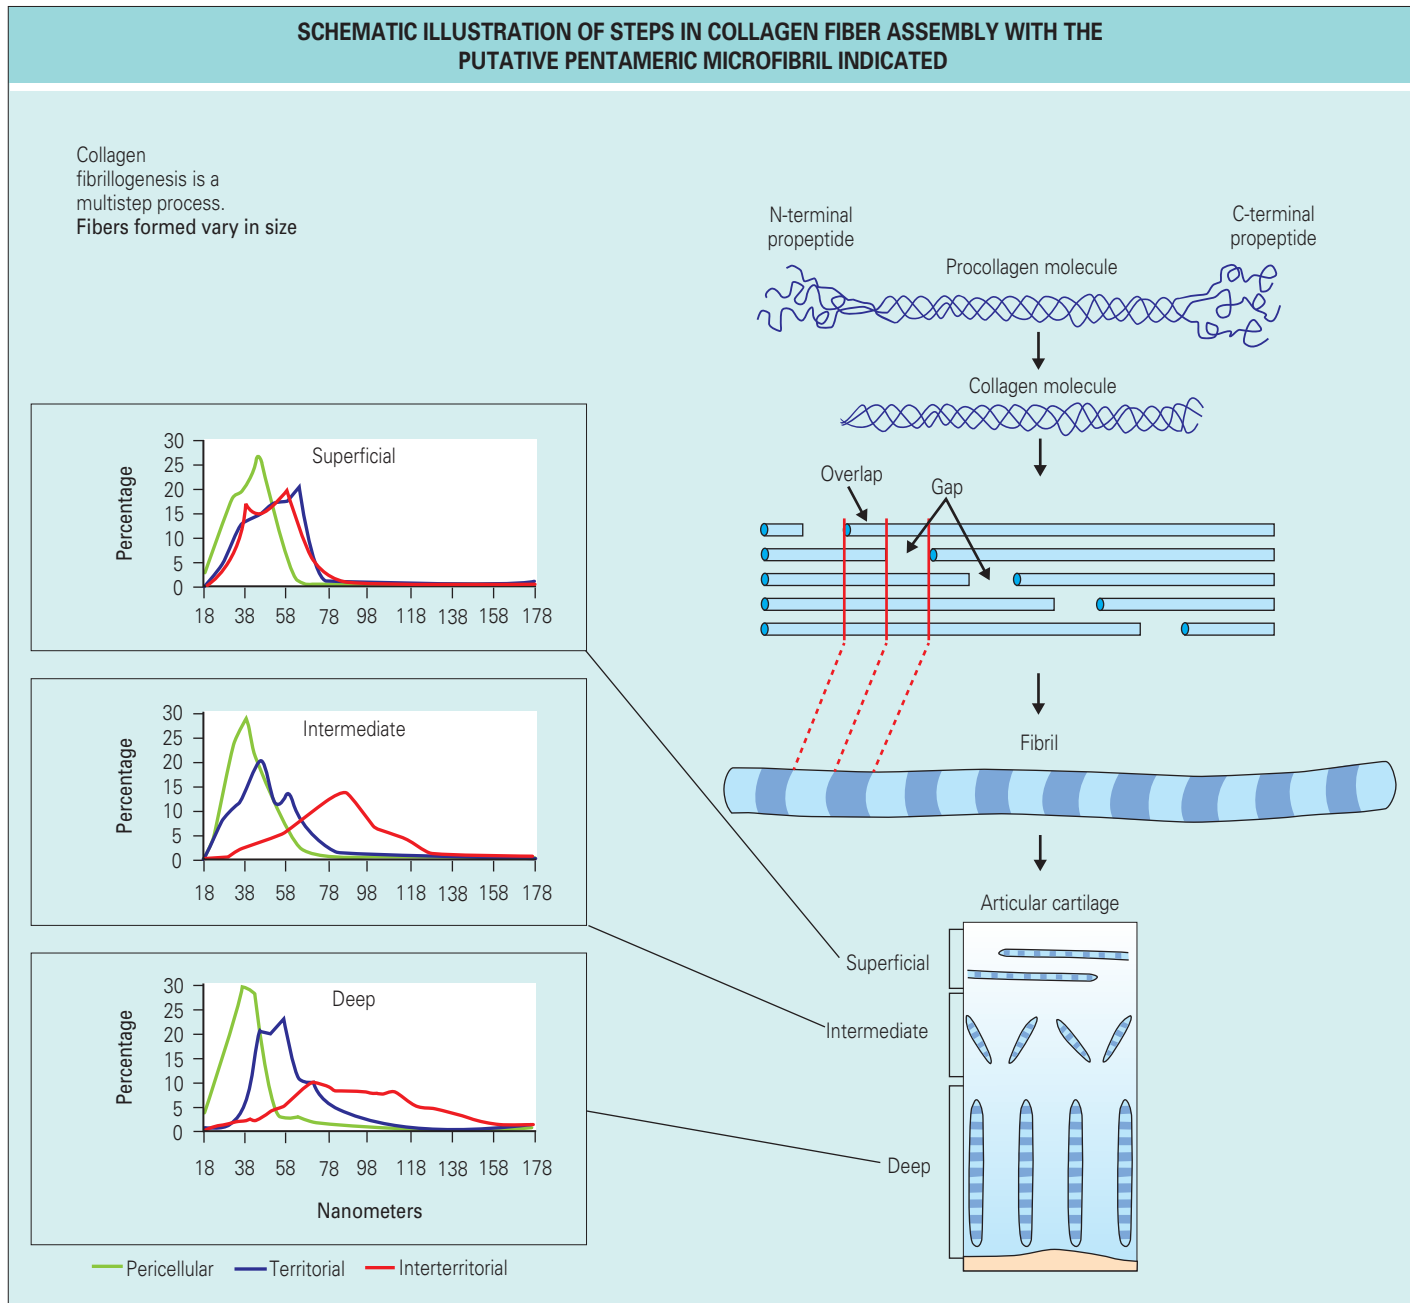 SCHEMATIC ILLUSTRATION OF STEPS IN COLLAGEN FIBER ASSEMBLY WITH THE
PUTATIVE PENTAMERIC MICROFIBRIL INDICATED
Collagen
fibrillogenesis is a
multistep process.
Fibers formed vary in size
N-terminal
propeptide
C-terminal
propeptide
Procollagen molecule
Collagen molecule
Overlap
Gap
Fibril
Articular cartilage
Superficial
Intermediate
Deep
Superficial
Percentage
30
25
20
15
10
5
0
18 38 58 78 98 118 138 158 178
Intermediate
Percentage
30
25
20
15
10
5
0
18 38 58 78 98 118 138 158 178
Deep
Percentage
30
25
20
15
10
5
0
18 38 58 78 98 118 138 158 178
Nanometers
Pericellular Territorial Interterritorial